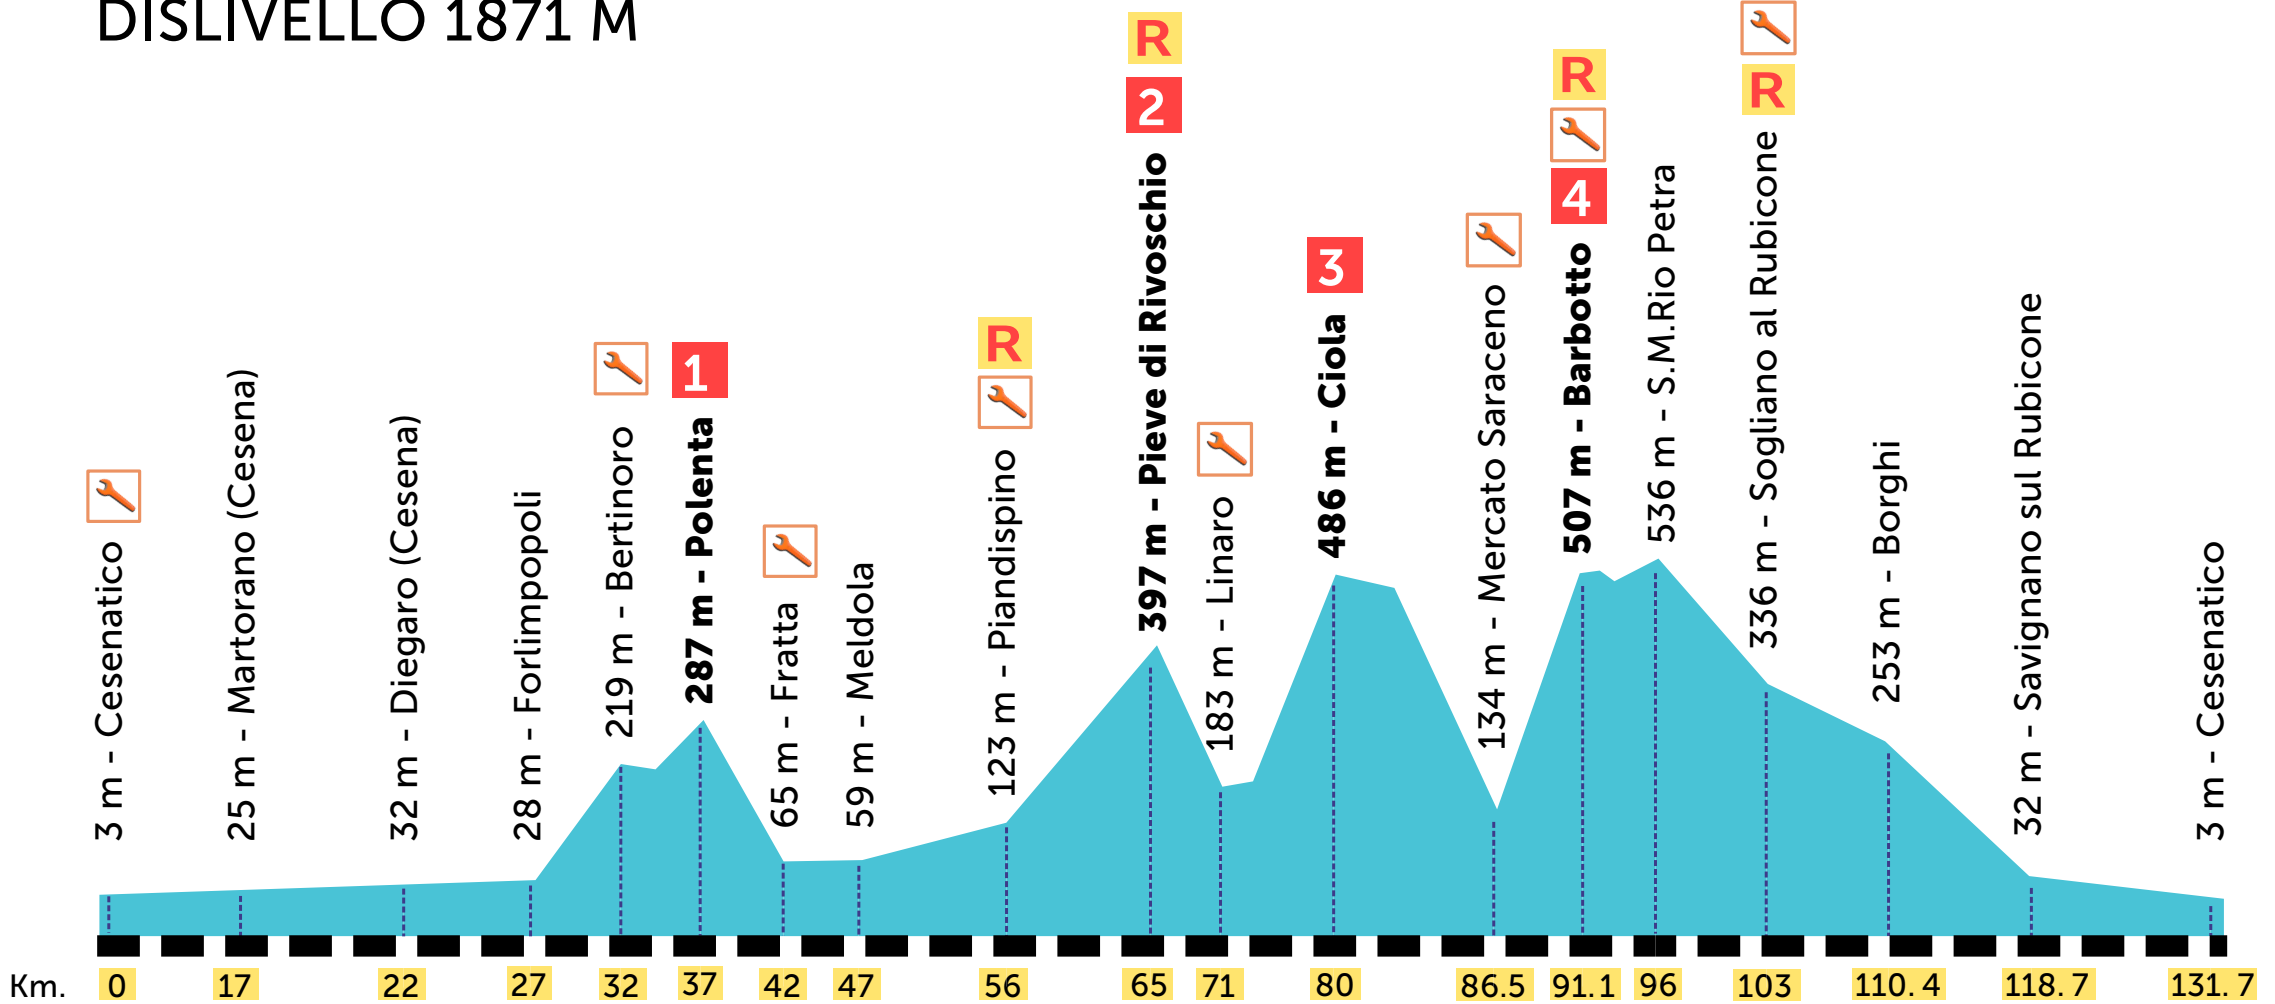 DISLIVELLO 1871 M
3 m - Cesenatico
25 m - Martorano (Cesena)
32 m - Diegaro (Cesena)
28 m - Forlimpopoli
219 m - Bertinoro
1
287 m - Polenta
65 m - Fratta
59 m - Meldola
R
123 m - Piandispino
R
2
397 m - Pieve di Rivoschio
183 m - Linaro
3
486 m - Ciola
134 m - Mercato Saraceno
R
4
507 m - Barbotto
536 m - S.M.Rio Petra
R
336 m - Sogliano al Rubicone
253 m - Borghi
32 m - Savignano sul Rubicone
3 m - Cesenatico
Km. 0 17 22 27 32 37 42 47 56 65 71 80 86.5 91.1 96 103 110.4 118.7 131.7